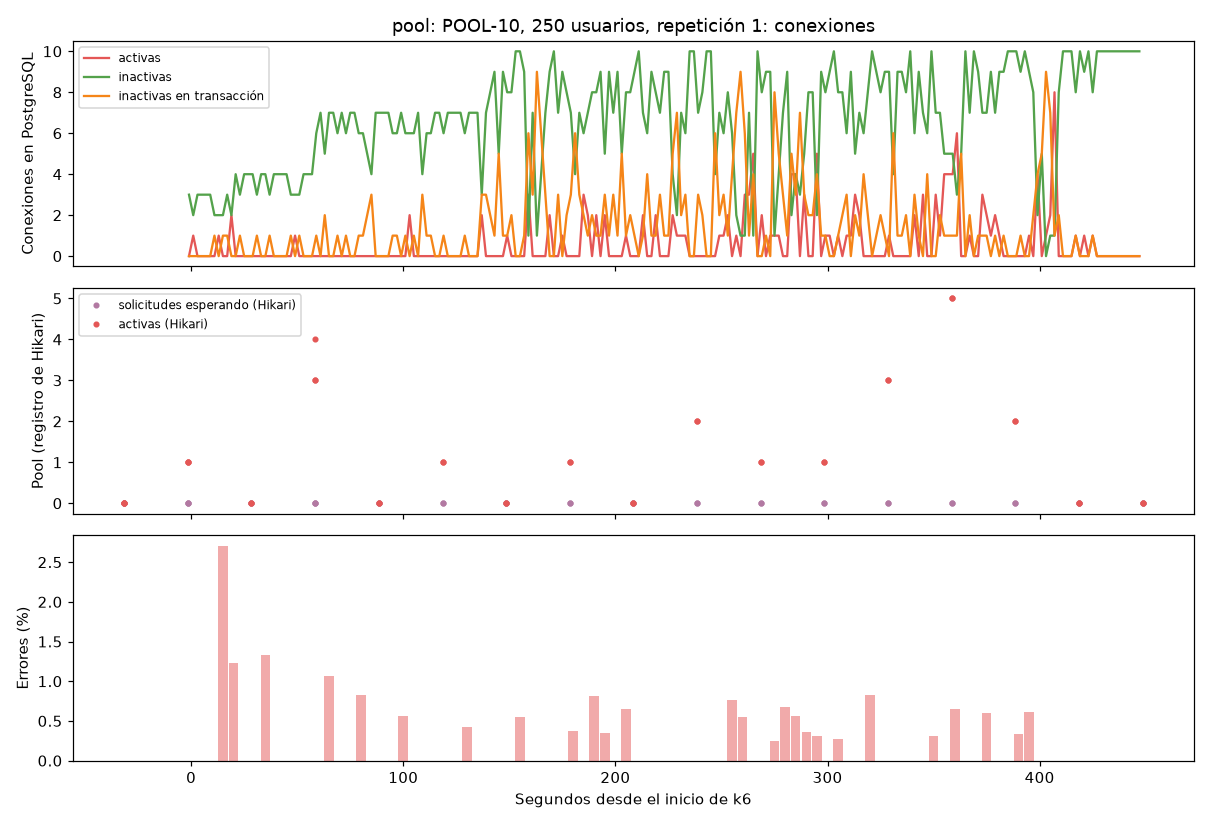 pool: POOL-10, 250 usuarios, repetición 1: conexiones
Conexiones en PostgreSQL
10
8
6
4
2
0
activas
inactivas
inactivas en transacción
Pool (registro de Hikari)
5
4
3
2
1
0
solicitudes esperando (Hikari)
activas (Hikari)
Errores (%)
2.5
2.0
1.5
1.0
0.5
0.0
0 100 200 300 400
Segundos desde el inicio de k6